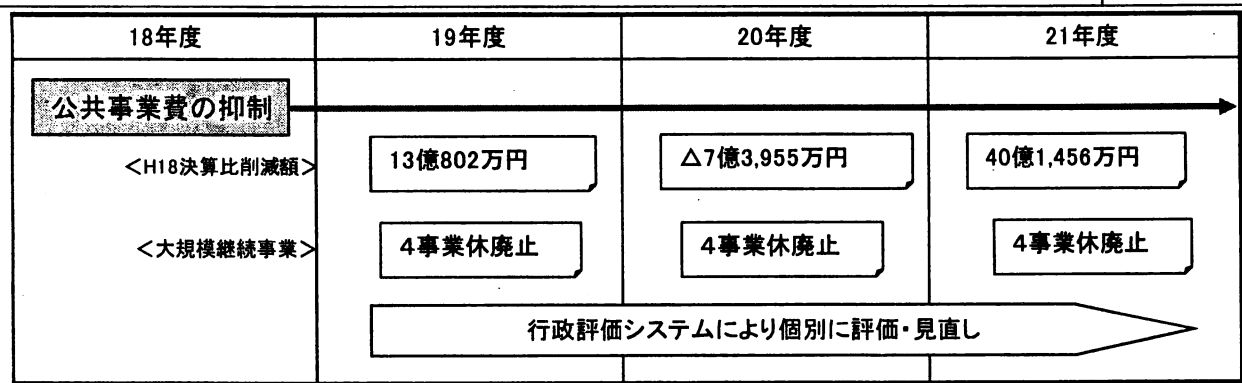 18年度 19年度 20年度 21年度
公共事業費の抑制
＜H18決算比削減額＞ 13億802万円 △7億3,955万円 40億1,456万円
＜大規模継続事業＞ 4事業休廃止 4事業休廃止 4事業休廃止
行政評価システムにより個別に評価・見直し